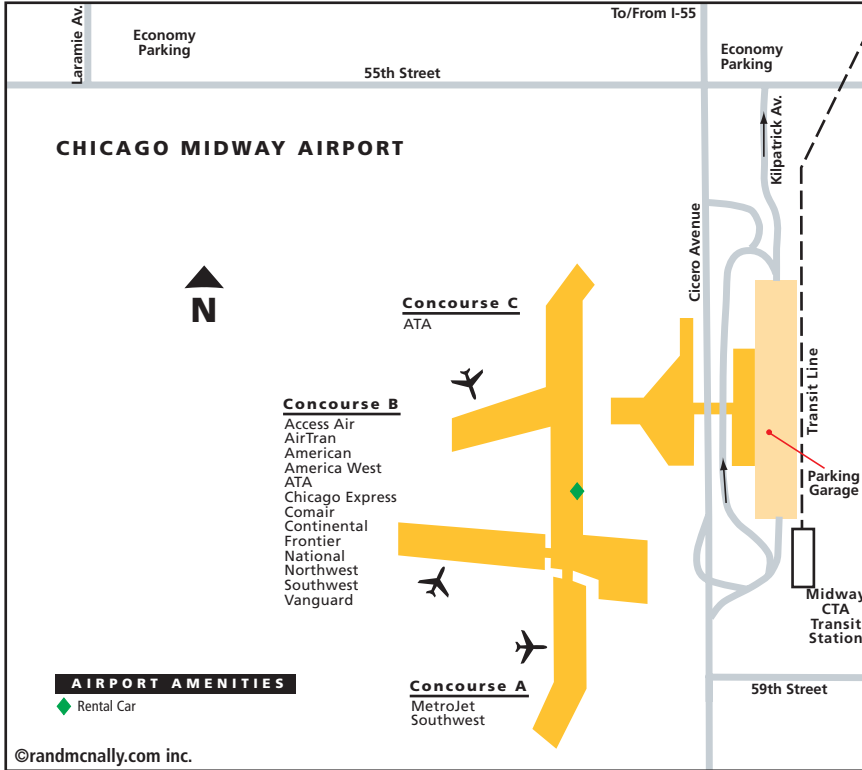 To/From I-55
Laramie Av.
Economy
Parking
Economy
Parking
55th Street
Kilpatrick Av.
CHICAGO MIDWAY AIRPORT
Cicero Avenue
N
Concourse C
ATA
Transit Line
Concourse B
Access Air
AirTran
American
America West
ATA
Chicago Express
Comair
Continental
Frontier
National
Northwest
Southwest
Vanguard
Parking
Garage
Midway
CTA
Transit
Station
AIRPORT AMENITIES
Rental Car
Concourse A
MetroJet
Southwest
59th Street
©randmcnally.com inc.